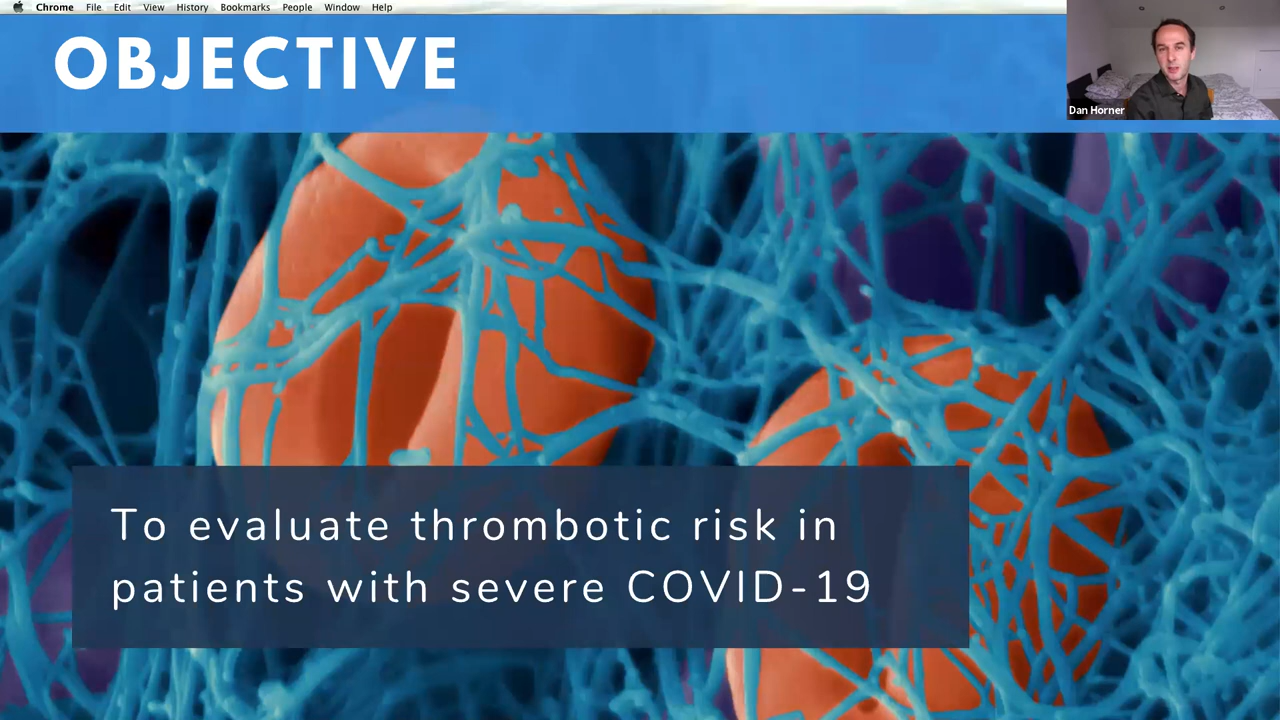 Chrome File Edit View History Bookmarks People Window Help
OBJECTIVE
Dan Horner
To evaluate thrombotic risk in
patients with severe COVID-19